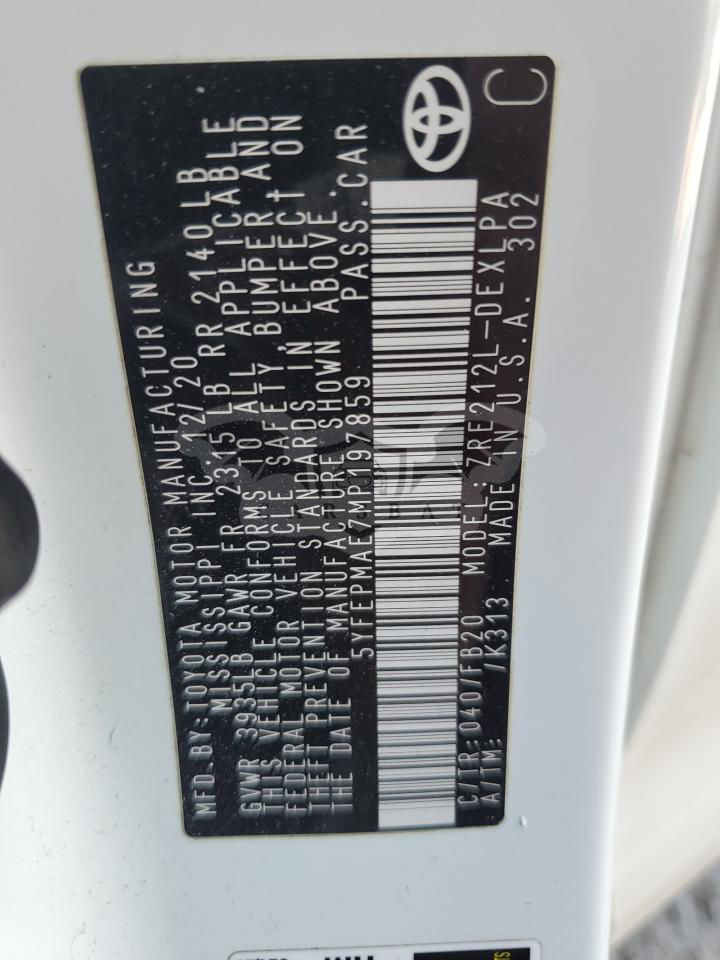 MFD BY: TOYOTA MOTOR MANUFACTURING
MISSISSIPPI INC 12/20
GVWR 3935LB GAWR FR 2315 LB RR 2140LB
THIS VEHICLE CONFORMS TO ALL APPLICABLE
FEDERAL MOTOR VEHICLE SAFETY, BUMPER AND
THEFT PREVENTION STANDARDS IN EFFECT ON
THE DATE OF MANUFACTURE SHOWN ABOVE.
5YFEPMAE7MP197859 PASS.CAR
C/TR: 040/FB20 MODEL: ZRE212L-DEXLPA
A/TM: /K313 MADE IN U.S.A. 302
C